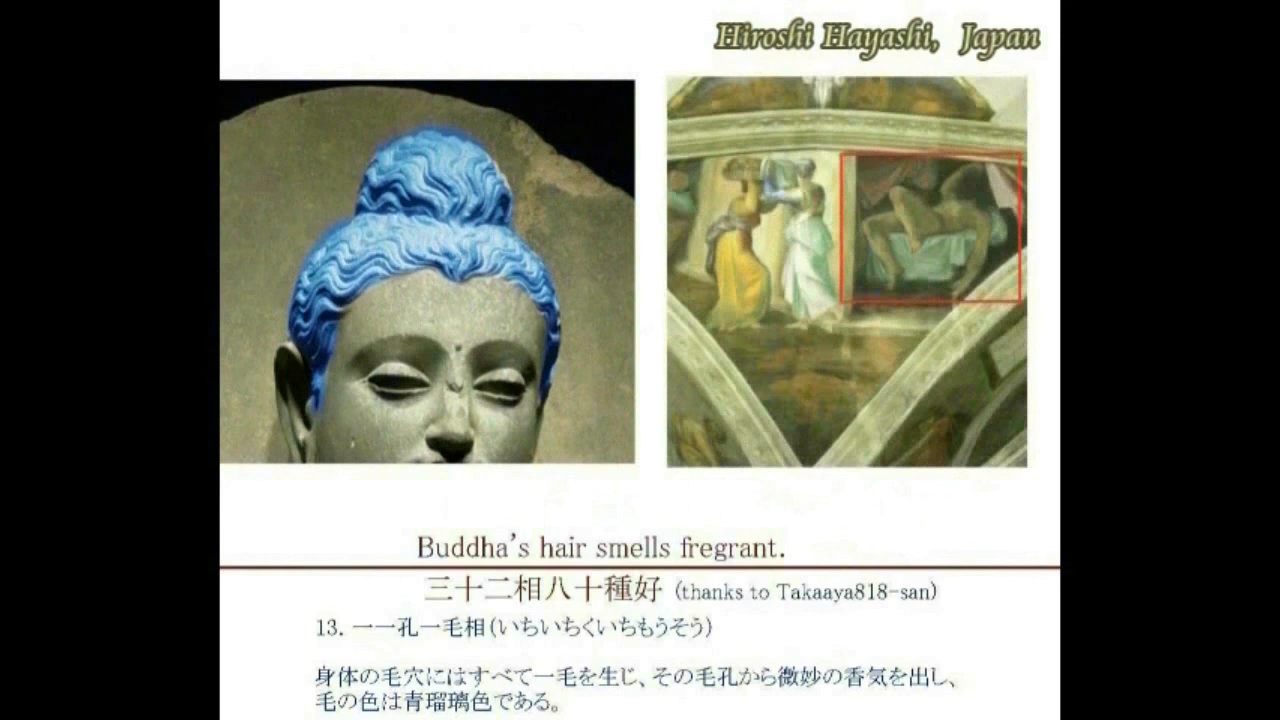 Hiroshi Hayashi, Japan
Buddha's hair smells fregrant.
三十二相八十種好 (thanks to Takaaya818-san)
13. 一一孔一毛相(いちいちくいちもうそう)
身体の毛穴にはすべて一毛を生じ、その毛孔から微妙の香気を出し、
毛の色は青瑠璃色である。